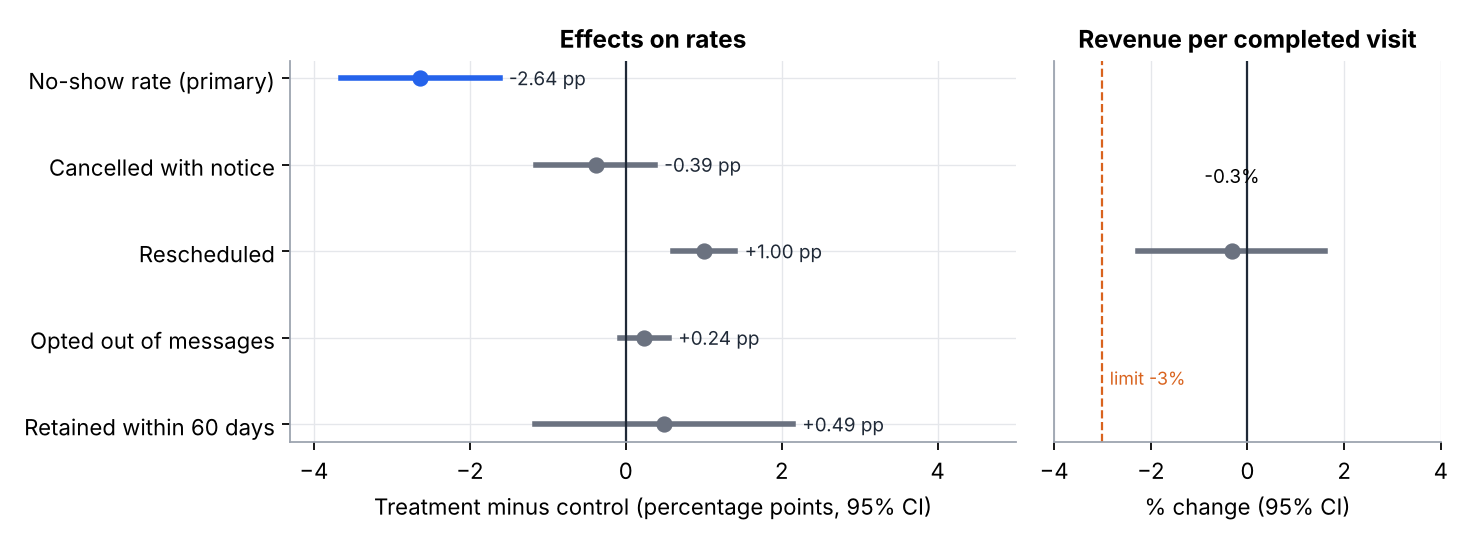 Effects on rates
No-show rate (primary)
-2.64 pp
Cancelled with notice
-0.39 pp
Rescheduled
+1.00 pp
Opted out of messages
+0.24 pp
Retained within 60 days
+0.49 pp
−4 −2 0 2 4
Treatment minus control (percentage points, 95% CI)
Revenue per completed visit
-0.3%
limit -3%
−4 −2 0 2 4
% change (95% CI)